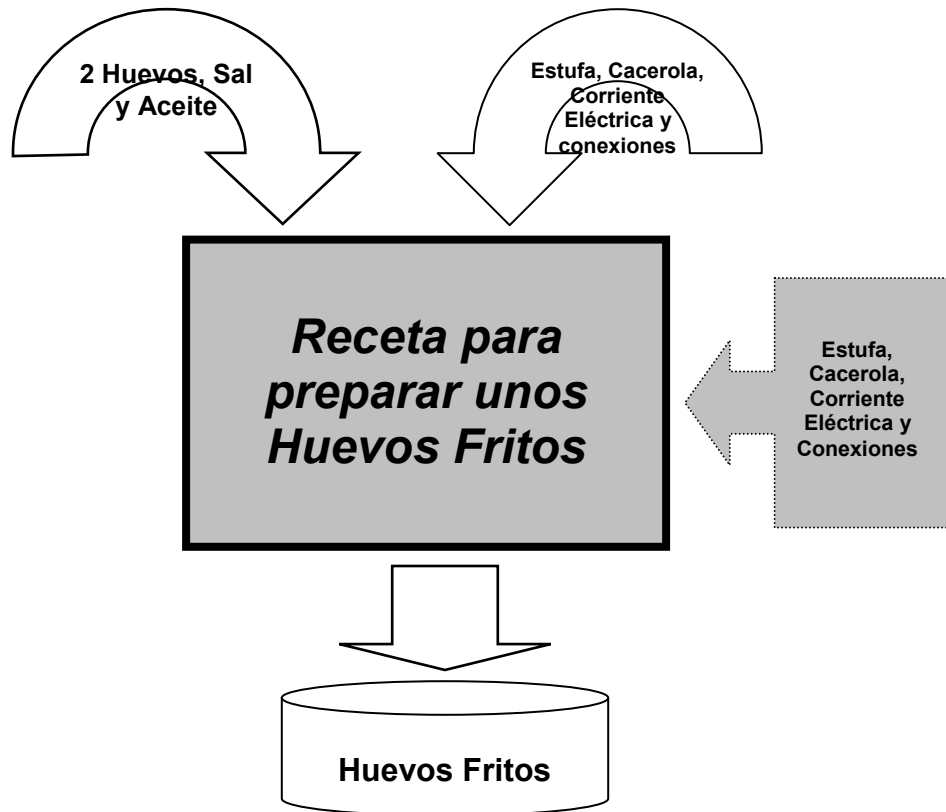 2 Huevos, Sal
y Aceite
Estufa, Cacerola,
Corriente
Eléctrica y
conexiones
Receta para
preparar unos
Huevos Fritos
Estufa,
Cacerola,
Corriente
Eléctrica y
Conexiones
Huevos Fritos